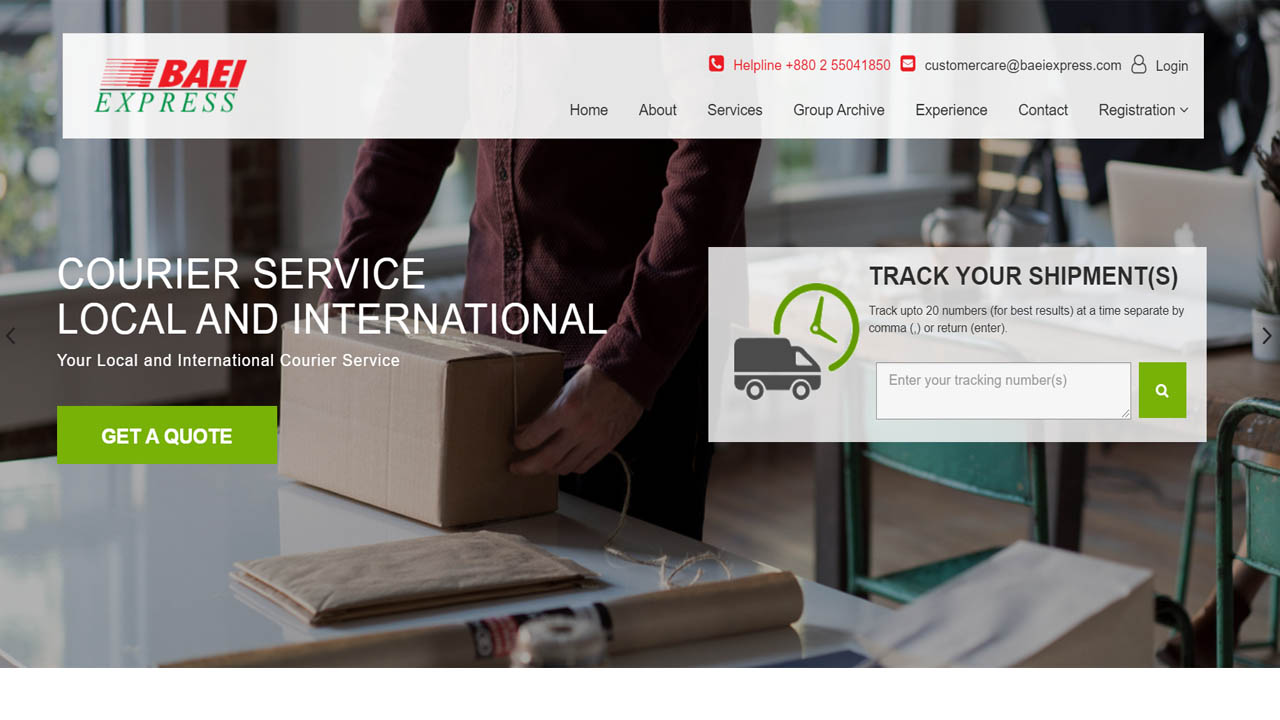 BAEI
EXPRESS
Helpline +880 2 55041850
customercare@baeiexpress.com
Login
Home
About
Services
Group Archive
Experience
Contact
Registration
COURIER SERVICE
LOCAL AND INTERNATIONAL
Your Local and International Courier Service
GET A QUOTE
TRACK YOUR SHIPMENT(S)
Track upto 20 numbers (for best results) at a time separate by
comma (,) or return (enter).
Enter your tracking number(s)